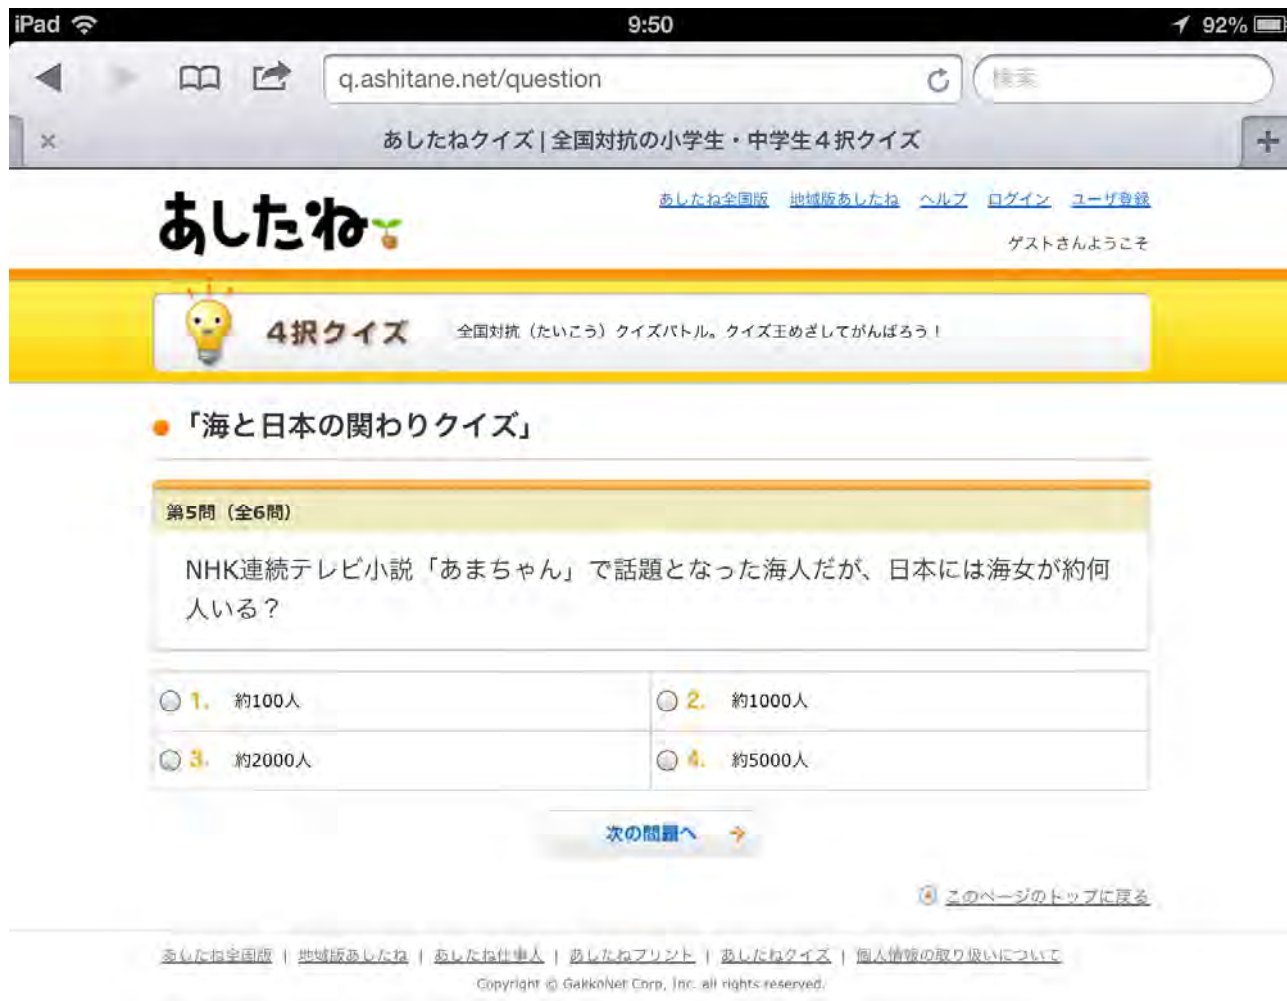 iPad 9:50 92%
q.ashitane.net/question 検索
あしたねクイズ | 全国対抗の小学生・中学生４択クイズ
あしたね
あしたね全国版 地域版あしたね ヘルプ ログイン ユーザ登録
ゲストさんようこそ
４択クイズ 全国対抗（たいこう）クイズバトル。クイズ王めざしてがんばろう！
「海と日本の関わりクイズ」
第5問（全6問）
NHK連続テレビ小説「あまちゃん」で話題となった海人だが、日本には海女が約何
人いる？
1. 約100人 2. 約1000人
3. 約2000人 4. 約5000人
次の問題へ
このページのトップに戻る
あしたね全国版 | 地域版あしたね | あしたね仕事人 | あしたねプリント | あしたねクイズ | 個人情報の取り扱いについて
Copyright © GakkoNet Corp, Inc. all rights reserved.